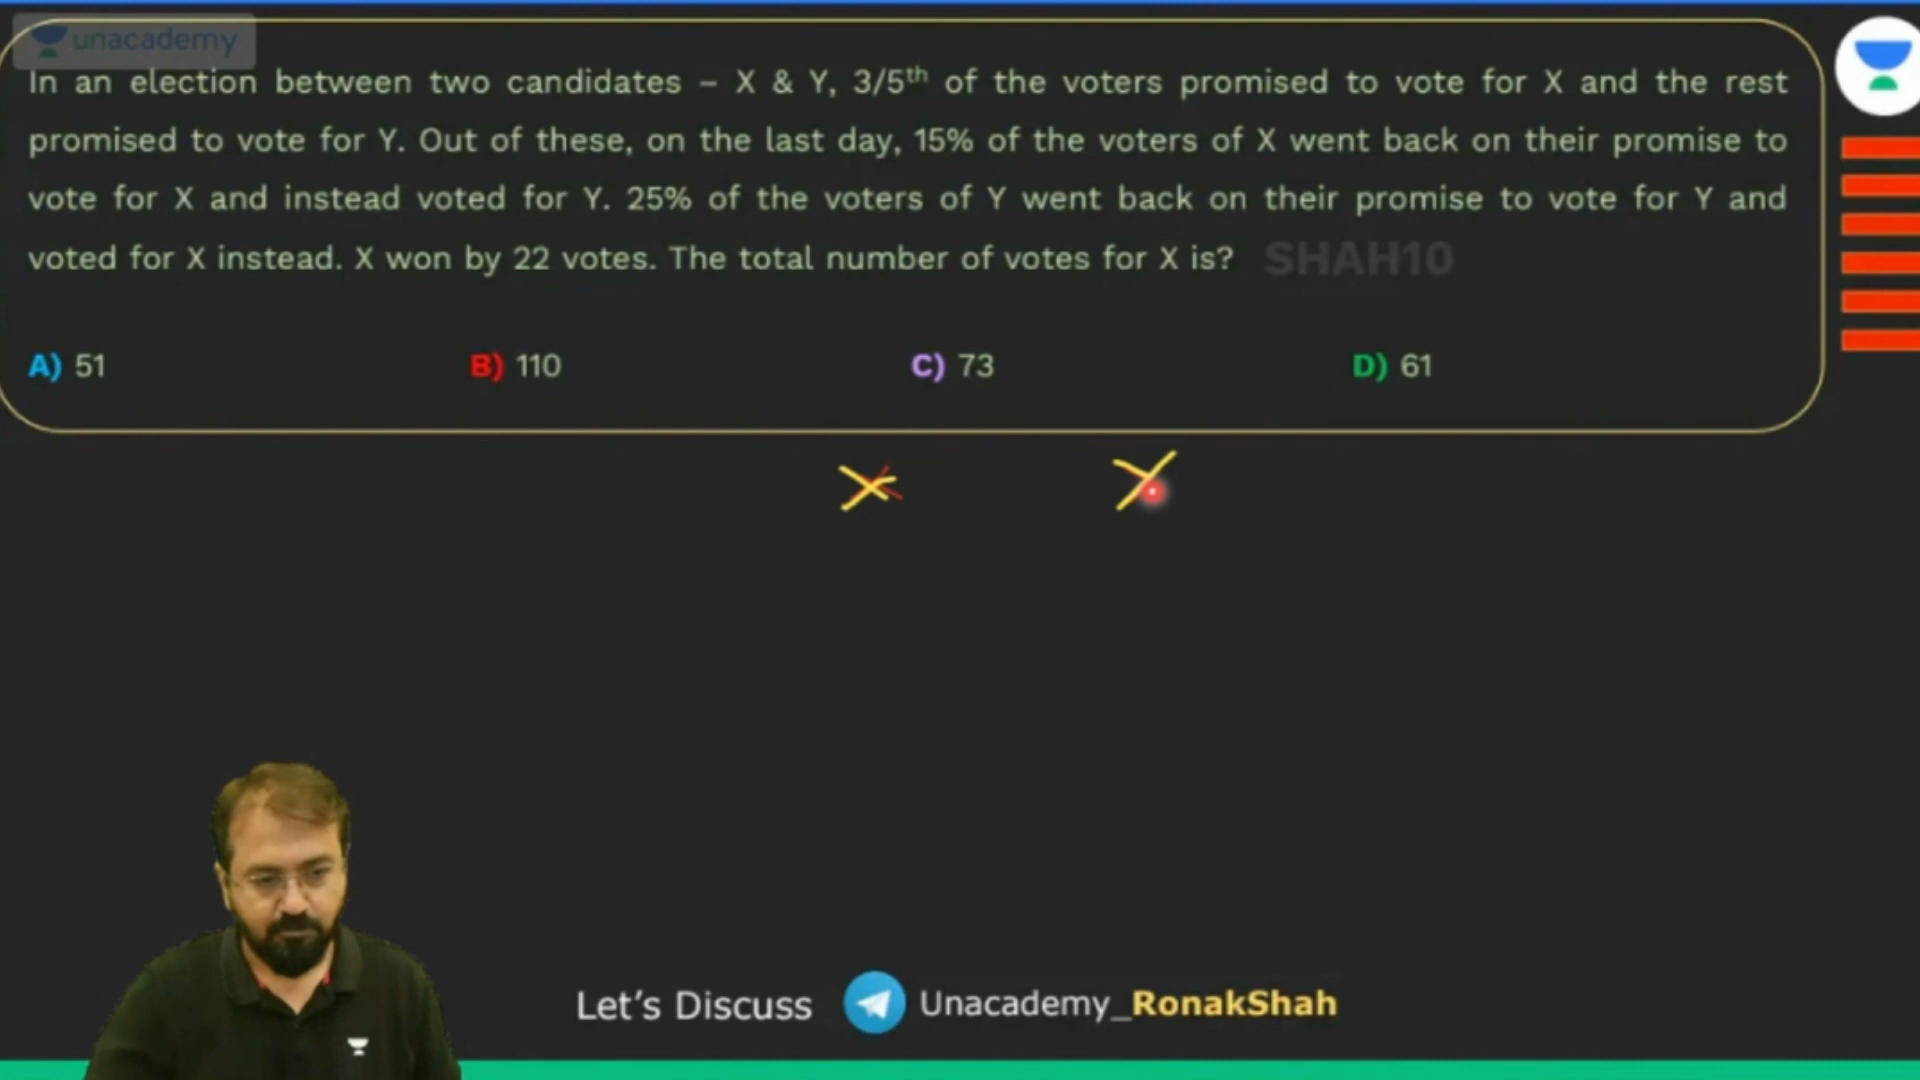 unacademy
In an election between two candidates – X & Y, 3/5th of the voters promised to vote for X and the rest
promised to vote for Y. Out of these, on the last day, 15% of the voters of X went back on their promise to
vote for X and instead voted for Y. 25% of the voters of Y went back on their promise to vote for Y and
voted for X instead. X won by 22 votes. The total number of votes for X is? SHAH10
A) 51 B) 110 C) 73 D) 61
X Y
Let's Discuss Unacademy_RonakShah